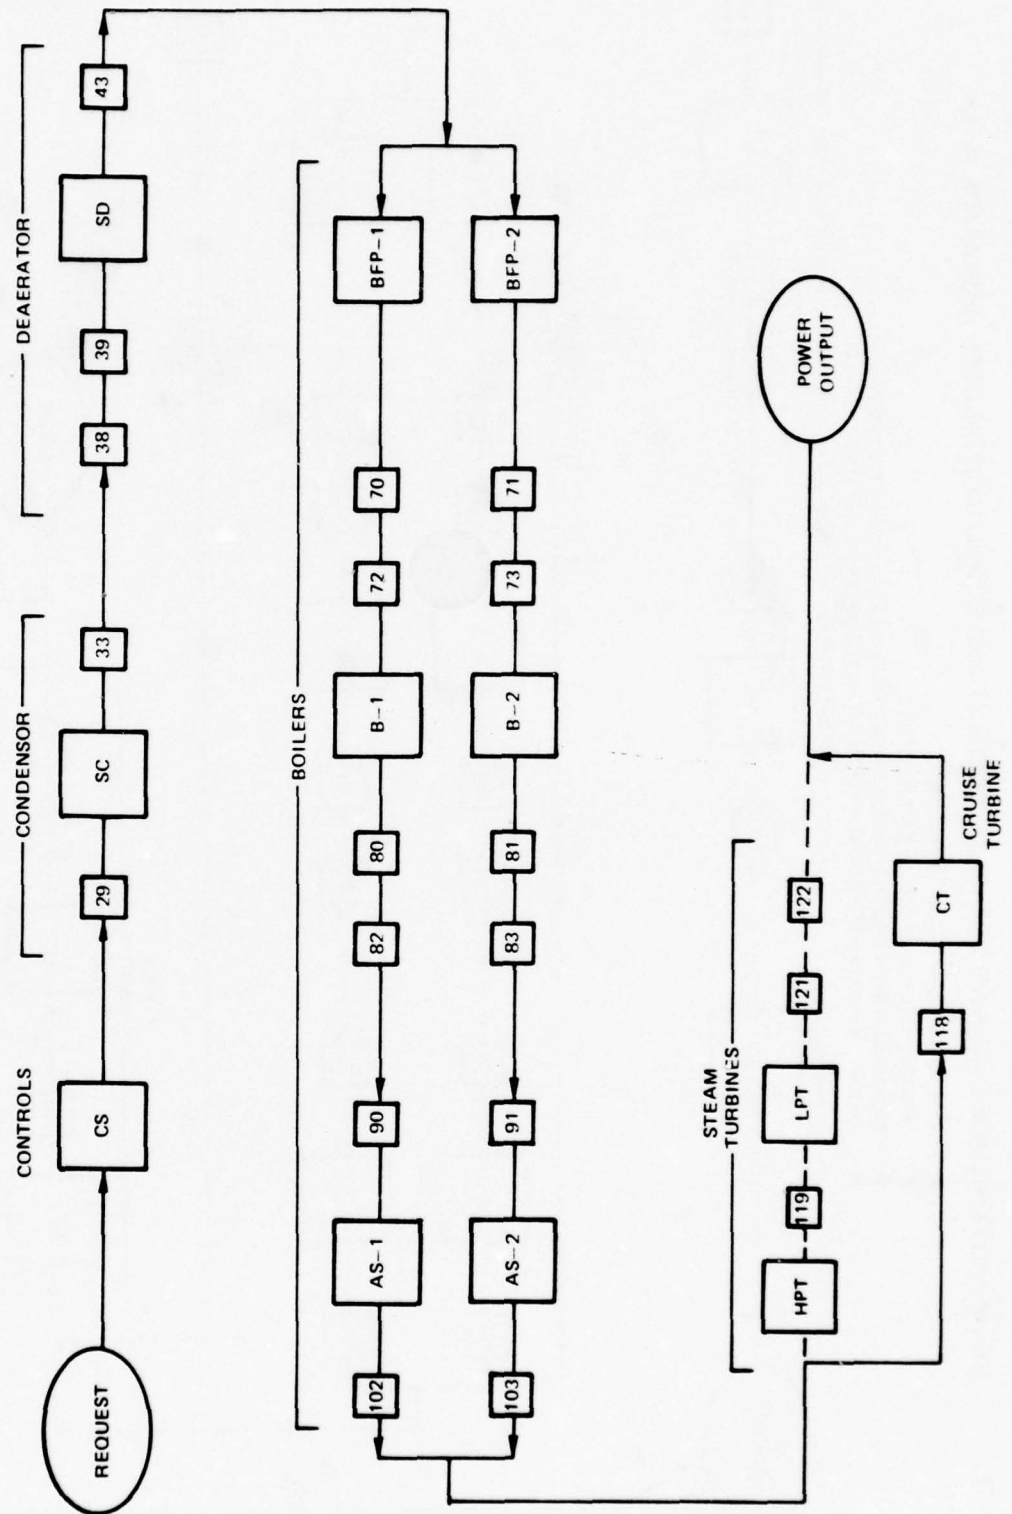 CONTROLS
CONDENSOR
DEAERATOR
REQUEST
CS
29
SC
33
38
39
SD
43
BOILERS
102
AS-1
90
82
80
B-1
72
70
BFP-1
103
AS-2
91
83
81
B-2
73
71
BFP-2
STEAM
TURBINES
HPT
119
LPT
121
122
POWER
OUTPUT
118
CT
CRUISE
TURBINE